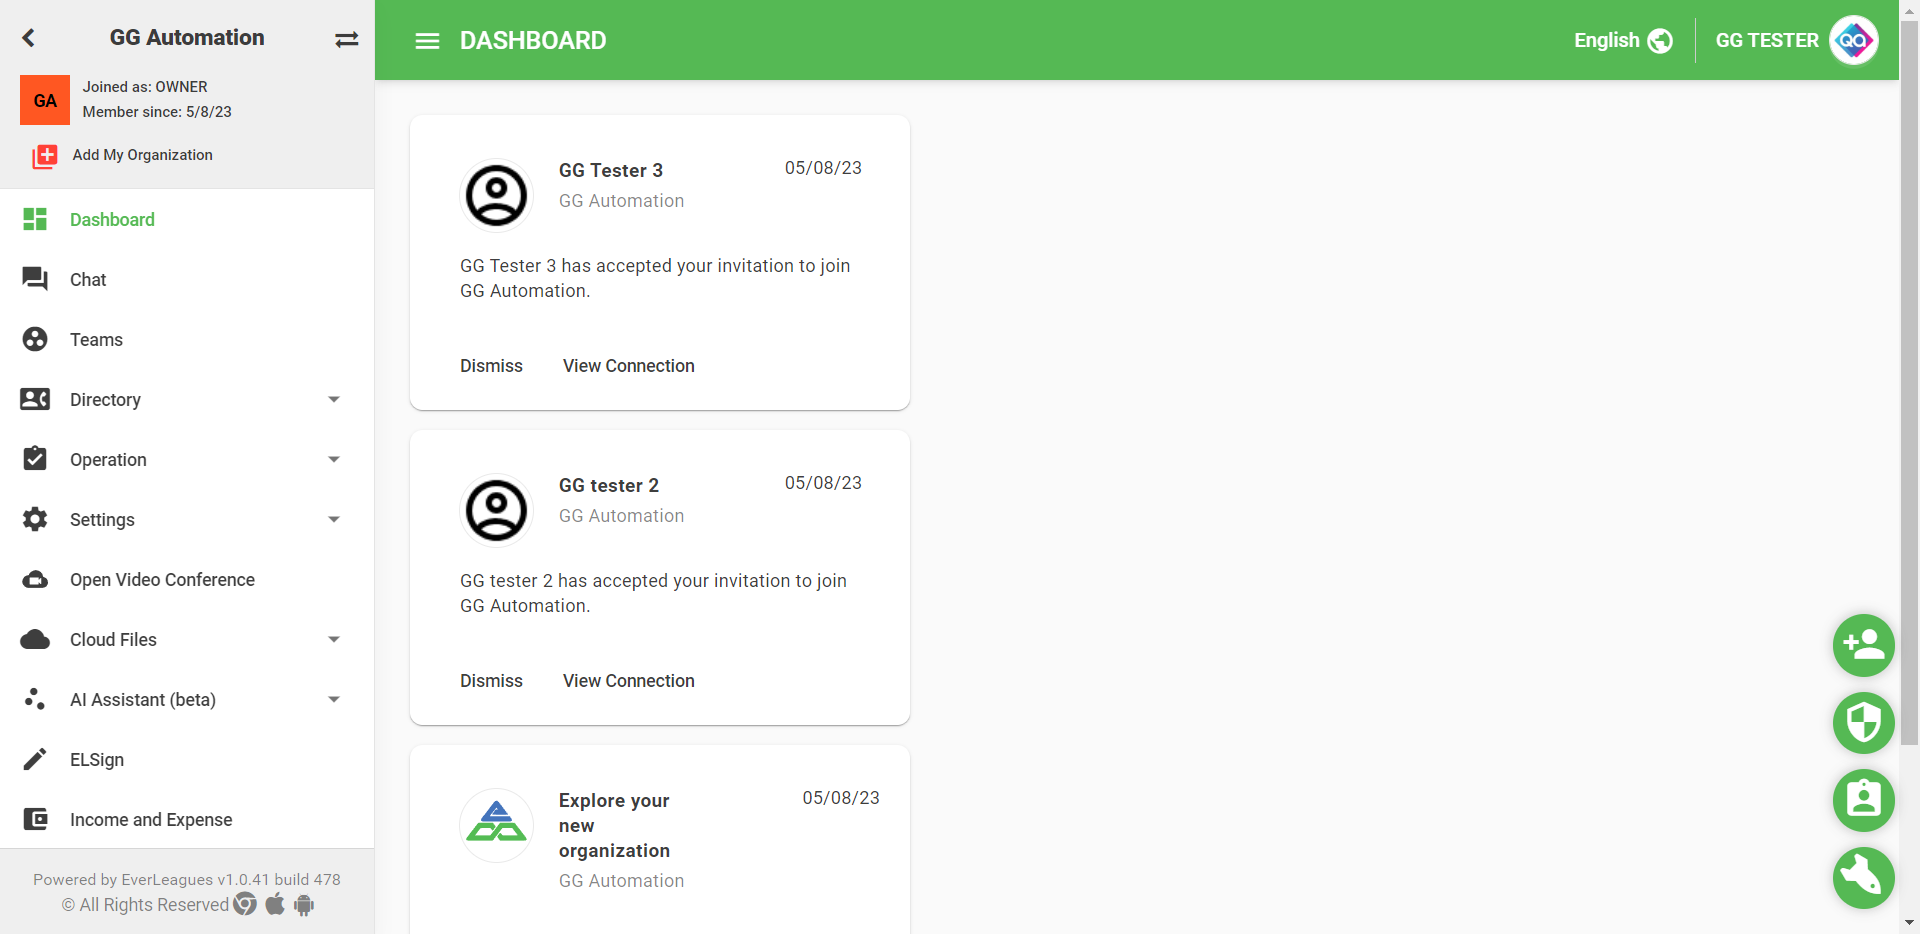 GG Automation
GA
Joined as: OWNER
Member since: 5/8/23
Add My Organization
Dashboard
Chat
Teams
Directory
Operation
Settings
Open Video Conference
Cloud Files
AI Assistant (beta)
ELSign
Income and Expense
Powered by EverLeagues v1.0.41 build 478
© All Rights Reserved
DASHBOARD
English
GG TESTER
QA
GG Tester 3
05/08/23
GG Automation
GG Tester 3 has accepted your invitation to join
GG Automation.
Dismiss
View Connection
GG tester 2
05/08/23
GG Automation
GG tester 2 has accepted your invitation to join
GG Automation.
Dismiss
View Connection
Explore your
new
organization
05/08/23
GG Automation